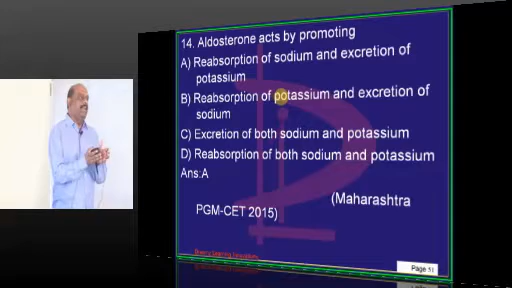 14. Aldosterone acts by promoting
A) Reabsorption of sodium and excretion of
potassium
B) Reabsorption of potassium and excretion of
sodium
C) Excretion of both sodium and potassium
D) Reabsorption of both sodium and potassium
Ans:A
(Maharashtra
PGM-CET 2015)
Page 51